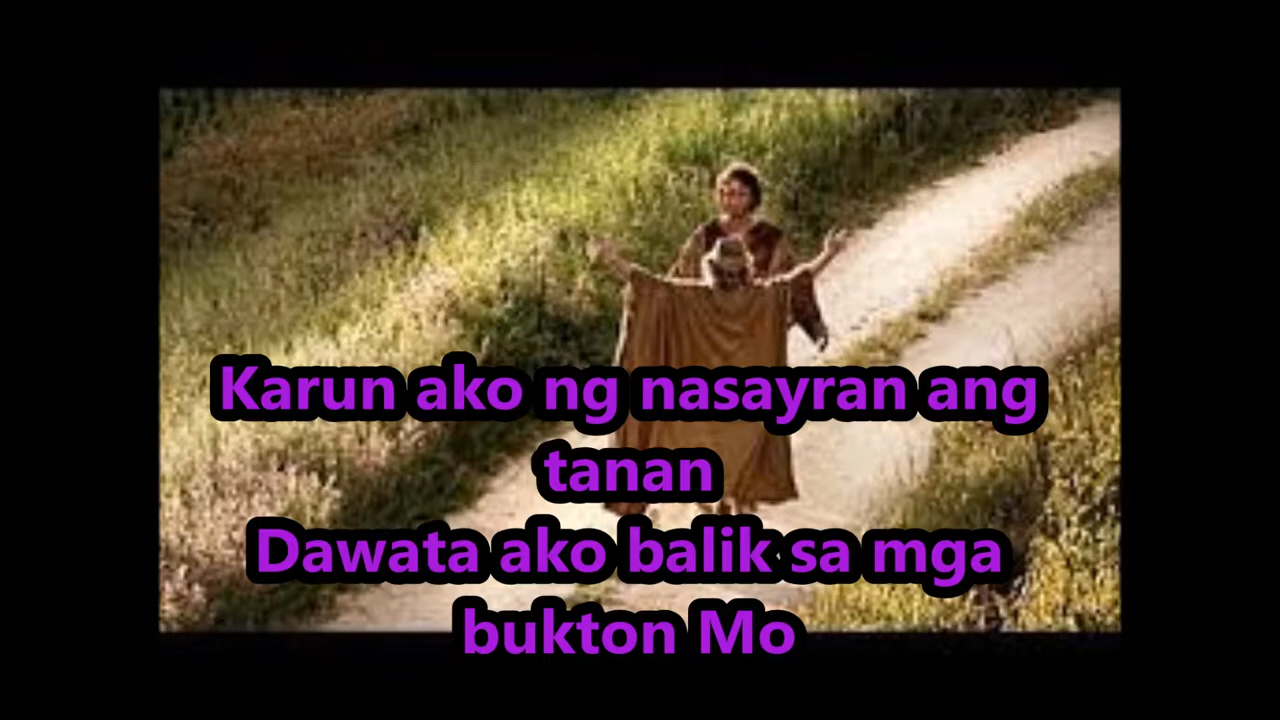 Karun ako ng nasayran ang
tanan
Dawata ako balik sa mga
bukton Mo